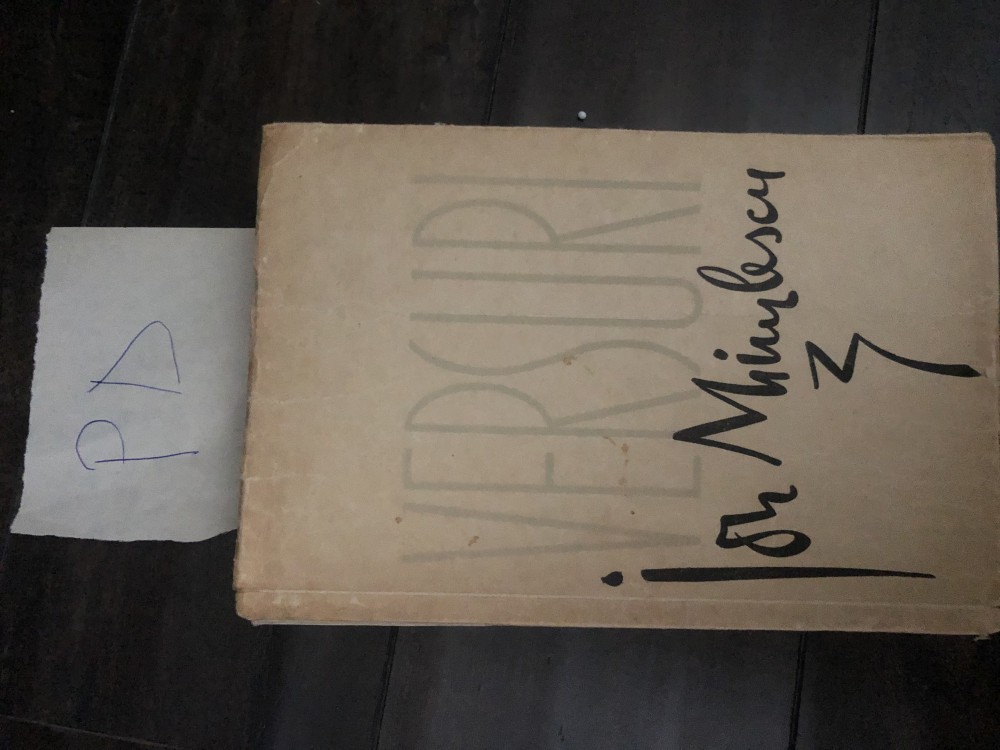 PD
VERSURI
Ion Minulescu